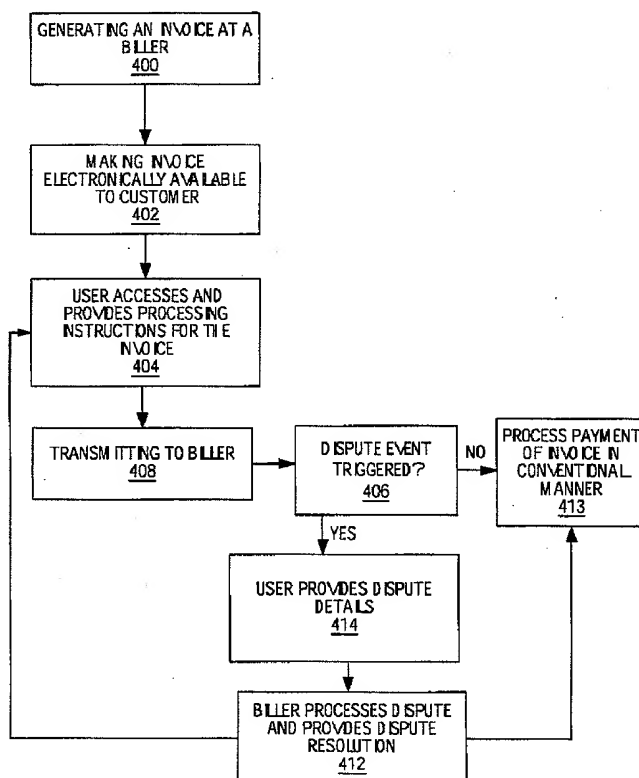 GENERATING AN INVOICE AT A
BILLER
400
MAKING INVOICE
ELECTRONICALLY AVAILABLE
TO CUSTOMER
402
USER ACCESSES AND
PROVIDES PROCESSING
INSTRUCTIONS FOR THE
INVOICE
404
TRANSMITTING TO BILLER
408
DISPUTE EVENT
TRIGGERED?
406
NO
PROCESS PAYMENT
OF INVOICE IN
CONVENTIONAL
MANNER
413
YES
USER PROVIDES DISPUTE
DETAILS
414
BILLER PROCESSES DISPUTE
AND PROVIDES DISPUTE
RESOLUTION
412